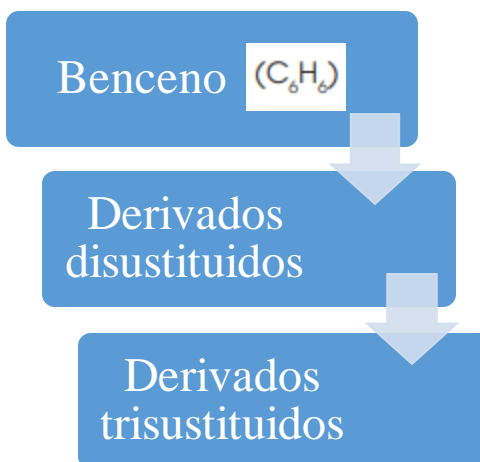 Benceno (C₆H₆)
Derivados
disustituidos
Derivados
trisustituidos